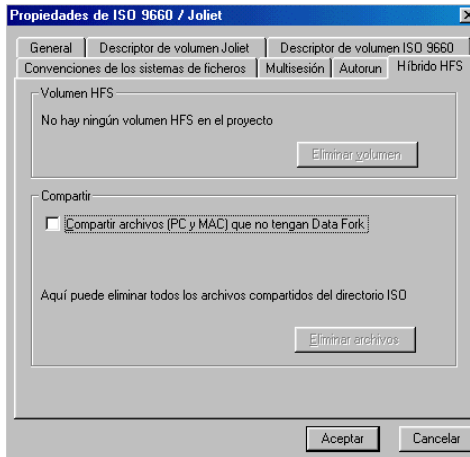 Propiedades de ISO 9660 / Joliet
General
Descriptor de volumen Joliet
Descriptor de volumen ISO 9660
Convenciones de los sistemas de ficheros
Multisesión
Autorun
Híbrido HFS
Volumen HFS
No hay ningún volumen HFS en el proyecto
Eliminar volumen
Compartir
Compartir archivos (PC y MAC) que no tengan Data Fork
Aquí puede eliminar todos los archivos compartidos del directorio ISO
Eliminar archivos
Aceptar
Cancelar